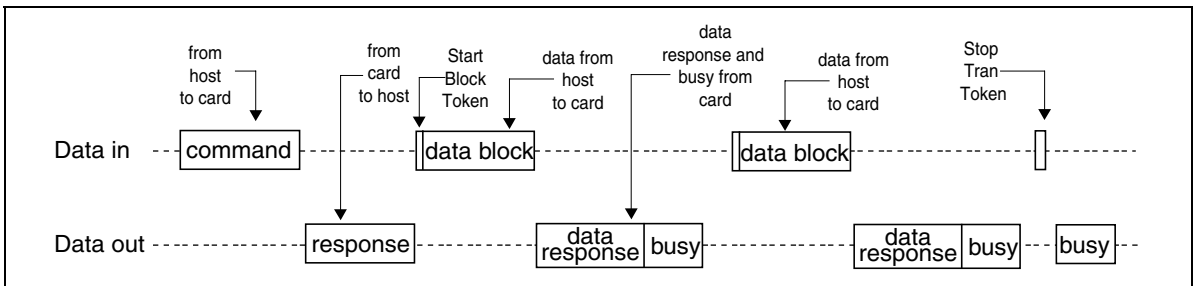 from
host
to card
from
card
to host
Start
Block
Token
data from
host
to card
data
response and
busy from
card
data from
host
to card
Stop
Tran
Token
Data in
command
data block
data block
Data out
response
data
response
busy
data
response
busy
busy